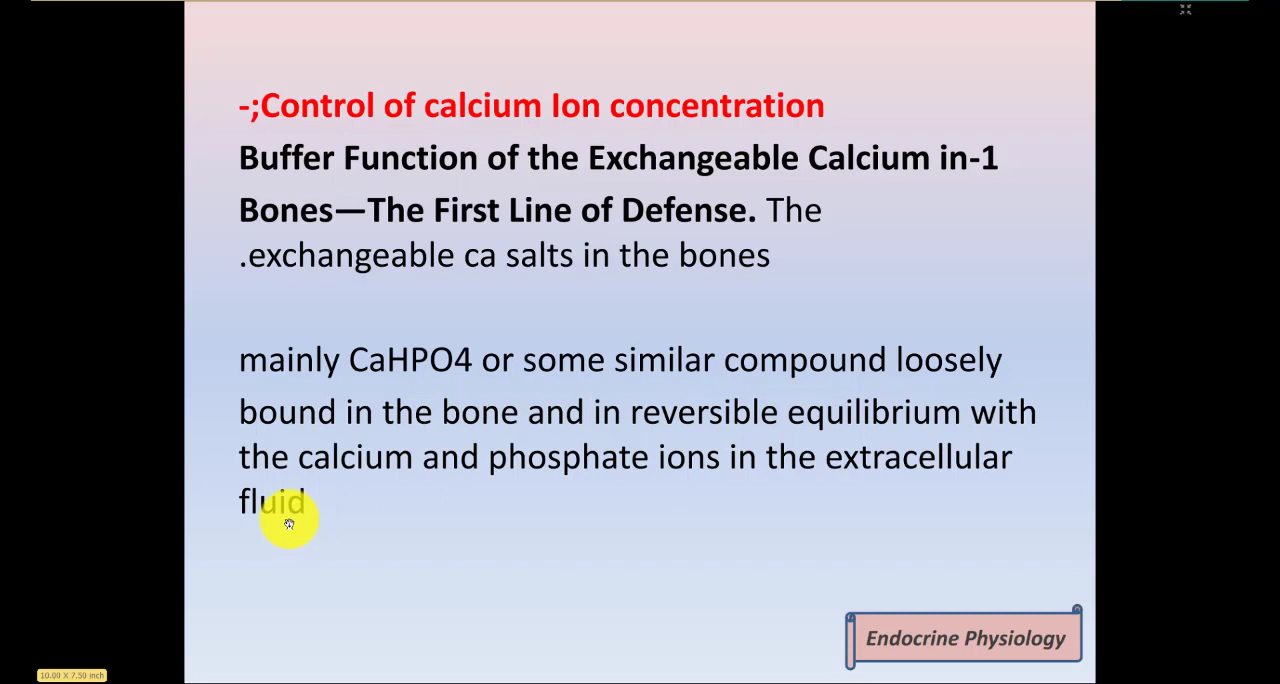 -;Control of calcium Ion concentration
Buffer Function of the Exchangeable Calcium in-1
Bones—The First Line of Defense. The
.exchangeable ca salts in the bones
mainly CaHPO4 or some similar compound loosely
bound in the bone and in reversible equilibrium with
the calcium and phosphate ions in the extracellular
fluid
Endocrine Physiology
10.00 X 7.50 inch